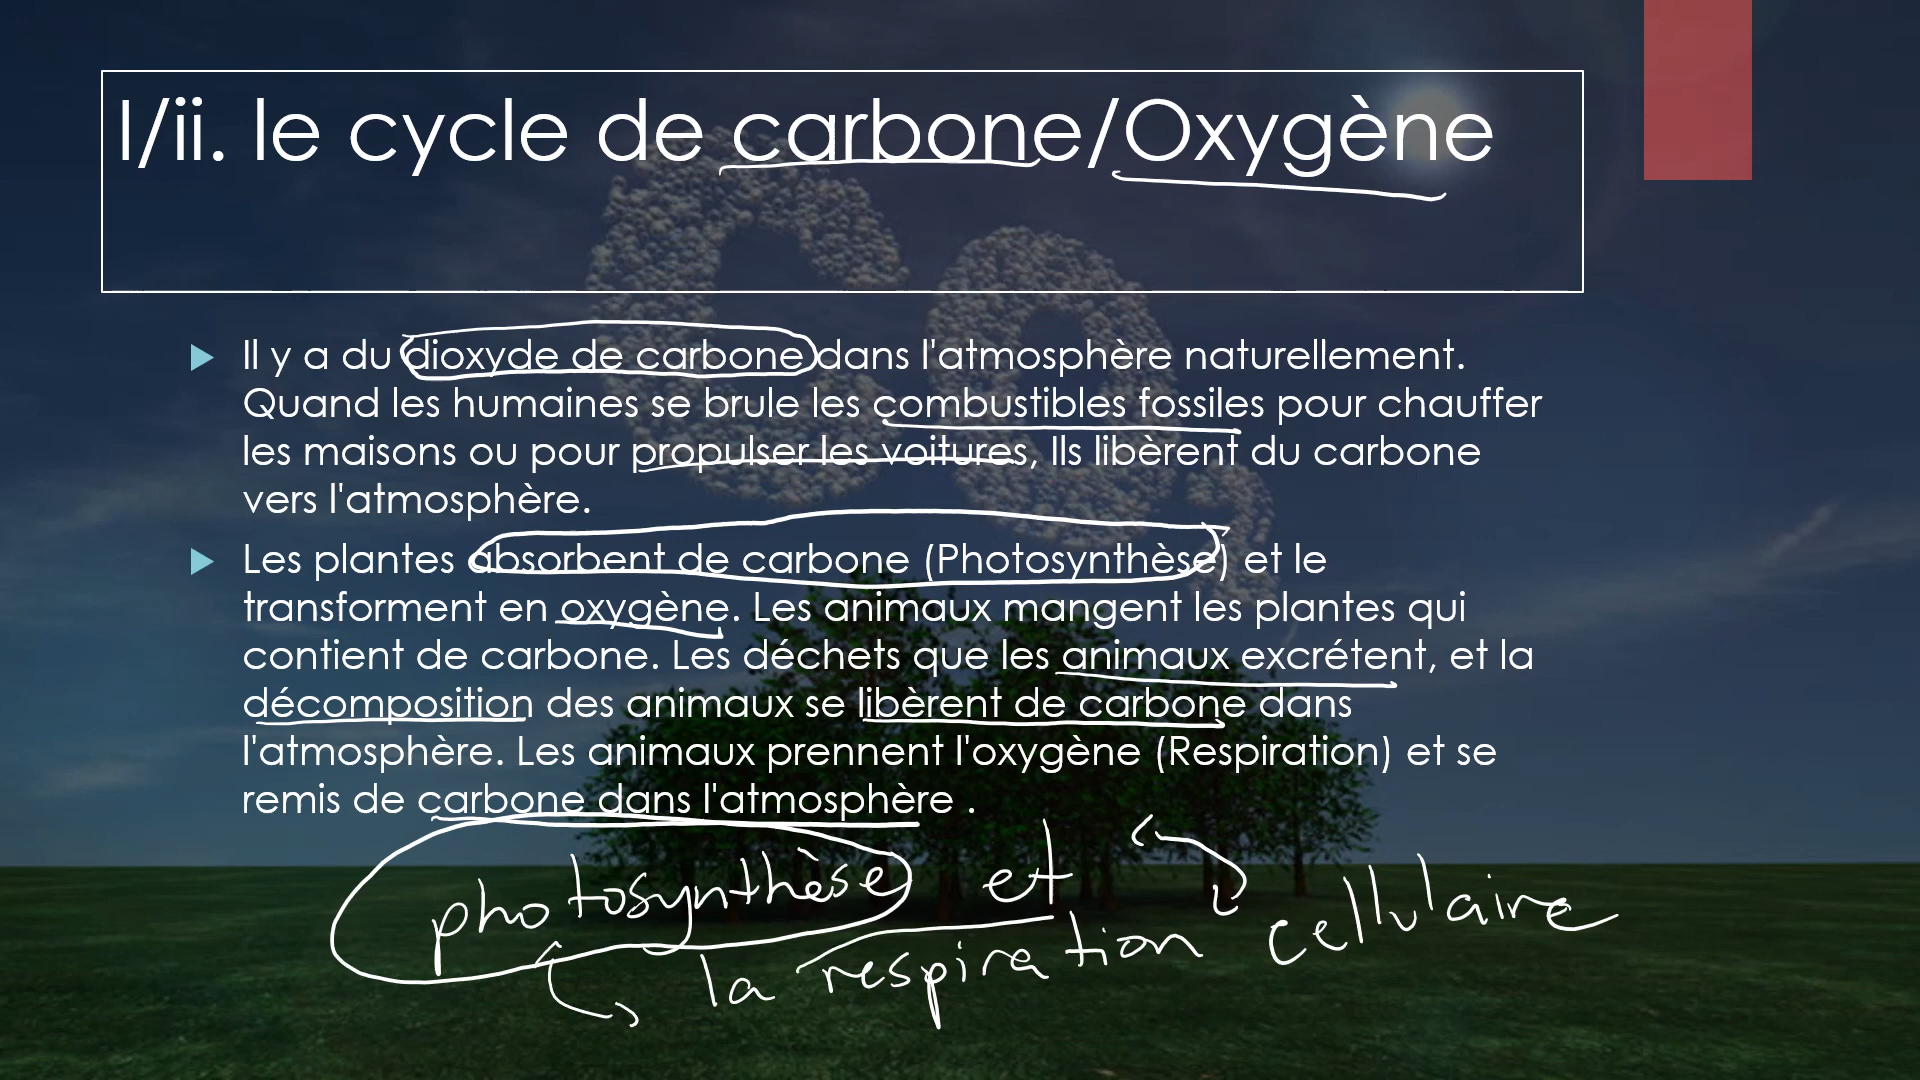 I/ii. le cycle de carbone/Oxygène
Il y a du dioxyde de carbone dans l'atmosphère naturellement.
Quand les humaines se brule les combustibles fossiles pour chauffer
les maisons ou pour propulser les voitures, Ils libèrent du carbone
vers l'atmosphère.
Les plantes absorbent de carbone (Photosynthèse) et le
transforment en oxygène. Les animaux mangent les plantes qui
contient de carbone. Les déchets que les animaux excrétent, et la
décomposition des animaux se libèrent de carbone dans
l'atmosphère. Les animaux prennent l'oxygène (Respiration) et se
remis de carbone dans l'atmosphère .
photosynthèse et
la respiration cellulaire